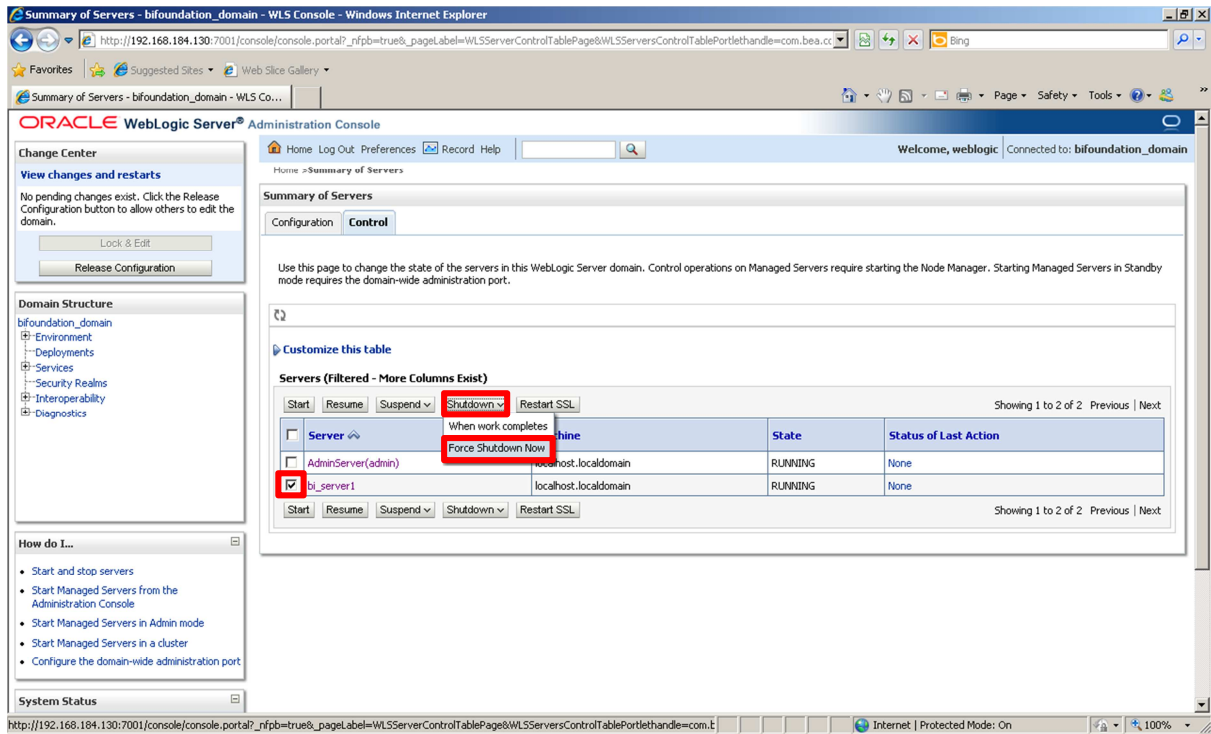 Summary of Servers - bifoundation_domain - WLS Console - Windows Internet Explorer
http://192.168.184.130:7001/console/console.portal?_nfpb=true&_pageLabel=WLSServerControlTablePage&WLSServersControlTablePortlethandle=com.bea.cc
Bing
Favorites
Suggested Sites
Web Slice Gallery
Summary of Servers - bifoundation_domain - WLS Co...
Page
Safety
Tools
ORACLE WebLogic Server® Administration Console
Change Center
View changes and restarts
No pending changes exist. Click the Release
Configuration button to allow others to edit the
domain.
Lock & Edit
Release Configuration
Domain Structure
bifoundation_domain
Environment
Deployments
Services
Security Realms
Interoperability
Diagnostics
How do I...
Start and stop servers
Start Managed Servers from the
Administration Console
Start Managed Servers in Admin mode
Start Managed Servers in a cluster
Configure the domain-wide administration port
System Status
Home Log Out Preferences Record Help
Welcome, weblogic Connected to: bifoundation_domain
Home >Summary of Servers
Summary of Servers
Configuration Control
Use this page to change the state of the servers in this WebLogic Server domain. Control operations on Managed Servers require starting the Node Manager. Starting Managed Servers in Standby
mode requires the domain-wide administration port.
Customize this table
Servers (Filtered - More Columns Exist)
Start Resume Suspend Shutdown Restart SSL
Showing 1 to 2 of 2 Previous | Next
When work completes
Force Shutdown Now
Server hine State Status of Last Action
AdminServer(admin) localhost.localdomain RUNNING None
bi_server1 localhost.localdomain RUNNING None
Start Resume Suspend Shutdown Restart SSL
Showing 1 to 2 of 2 Previous | Next
http://192.168.184.130:7001/console/console.portal?_nfpb=true&_pageLabel=WLSServerControlTablePage&WLSServersControlTablePortlethandle=com.b
Internet | Protected Mode: On
100%